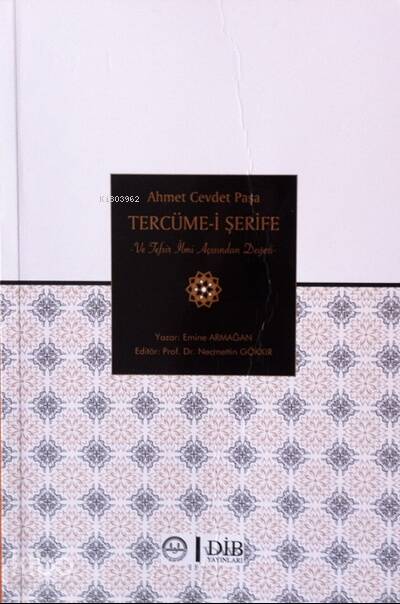 K1803962
Ahmet Cevdet Paşa
TERCÜME-İ ŞERİFE
Ve Tefsir İlmi Açısından Değeri
Yazar: Emine ARMAĞAN
Editör: Prof. Dr. Necmettin GÖKKIR
DİB
YAYINLARI